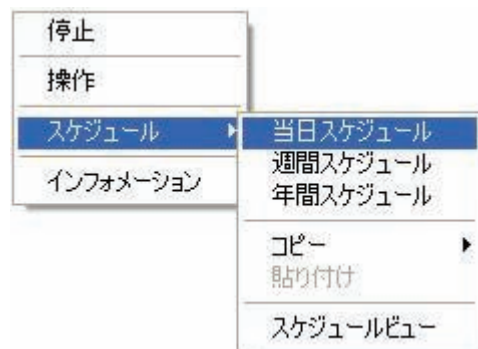 停止
操作
スケジュール
インフォメーション
当日スケジュール
週間スケジュール
年間スケジュール
コピー
貼り付け
スケジュールビュー